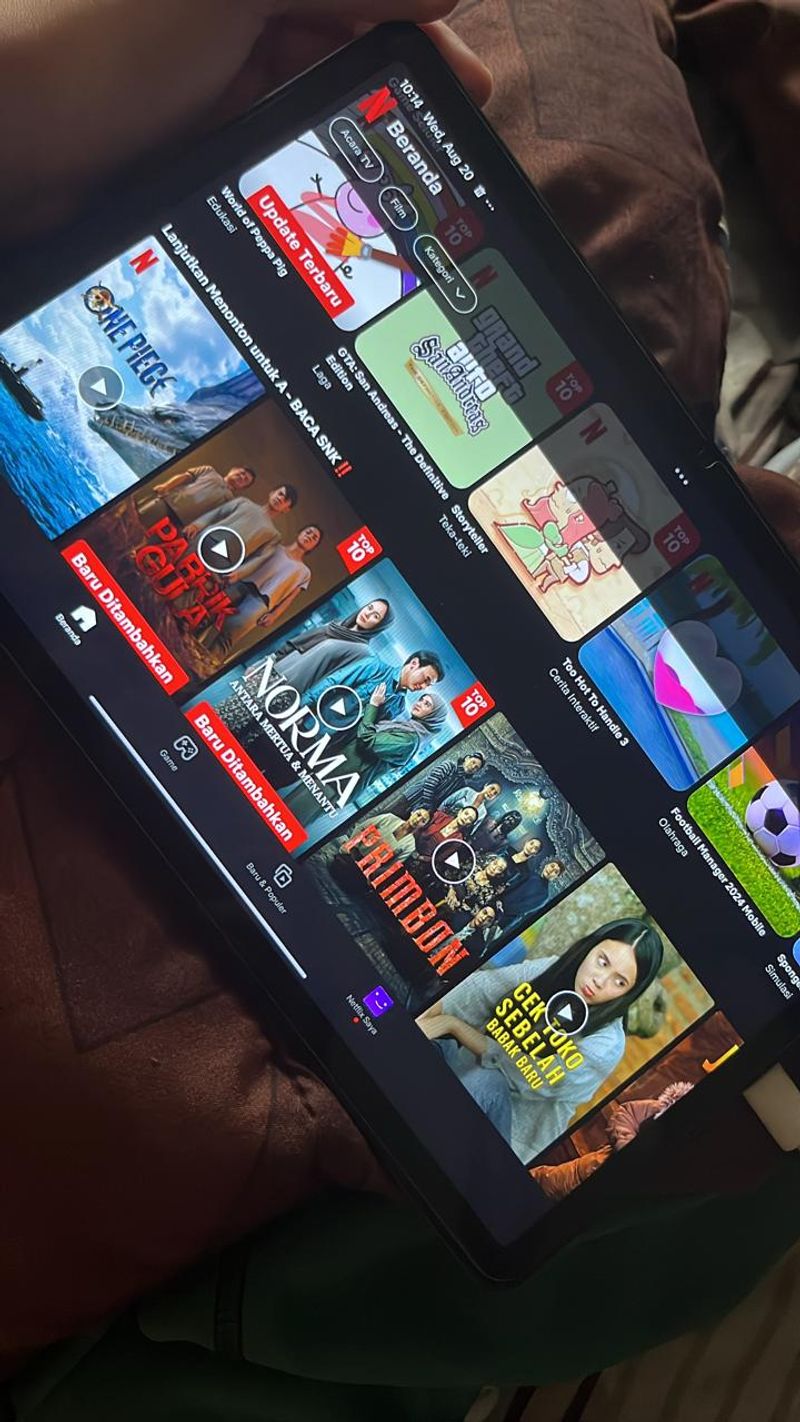 10:14 Wed, Aug 20
Beranda
Acara TV
Film
Kategori
Update Terbaru
TOP
10
grand
theft
auto
San Andreas
TOP
10
TOP
10
World of Peppa Pig
Edukasi
GTA: San Andreas - The Definitive
Edition
Laga
Storyteller
Teka-teki
Too Hot To Handle 3
Cerita Interaktif
Football Manager 2024 Mobile
Olahraga
Simulasi
Lanjutkan Menonton untuk A - BACA SNK‼️
ONE PIECE
PABRIK
GULA
TOP
10
Baru Ditambahkan
NORMA
ANTARA MERTUA & MENANTU
TOP
10
Baru Ditambahkan
PRIMBON
CEK TOKO
SEBELAH
BABAK BARU
Beranda
Game
Baru & Populer
Netflix Saya